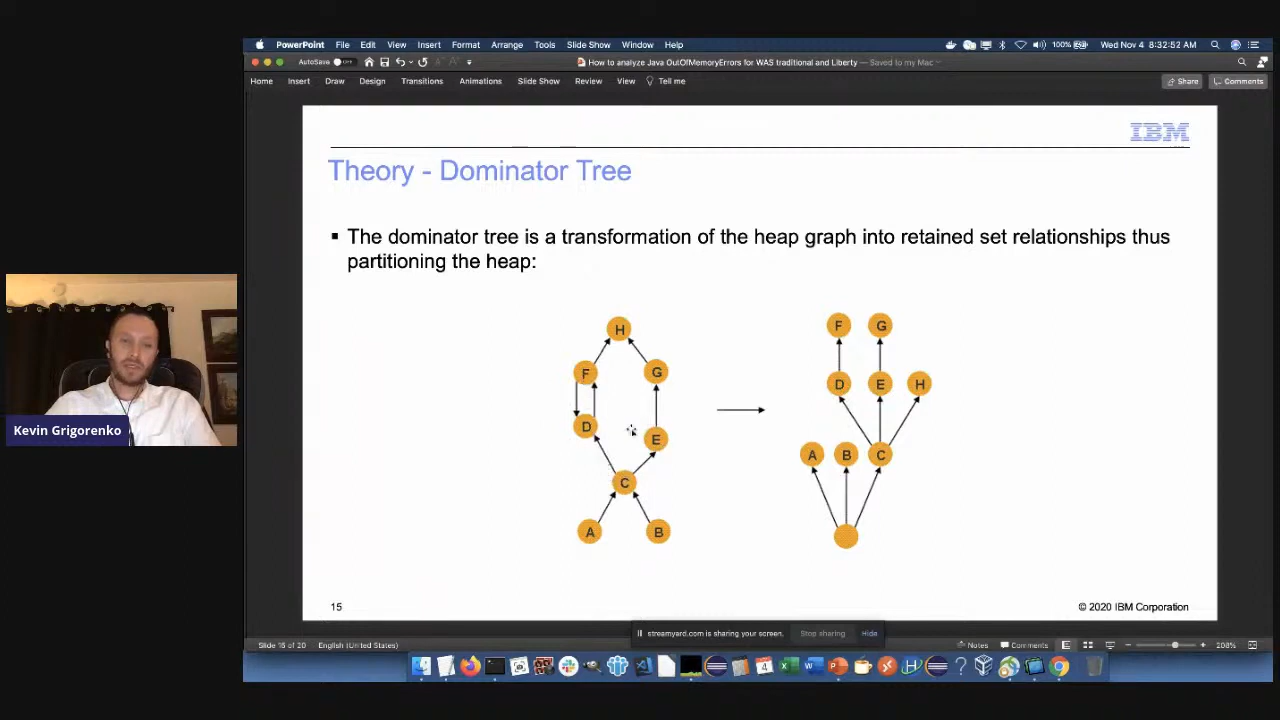 PowerPoint File Edit View Insert Format Arrange Tools Slide Show Window Help 100% Wed Nov 4 8:32:52 AM
AutoSave OFF How to analyze Java OutOfMemoryErrors for WAS traditional and Liberty — Saved to my Mac
Home Insert Draw Design Transitions Animations Slide Show Review View Tell me Share Comments
IBM
Theory - Dominator Tree
The dominator tree is a transformation of the heap graph into retained set relationships thus
partitioning the heap:
H
F G
D
E
C
A B
F G
D E H
A B C
Kevin Grigorenko
15 © 2020 IBM Corporation
streamyard.com is sharing your screen. Stop sharing Hide
Slide 15 of 20 English (United States) Notes Comments 208%